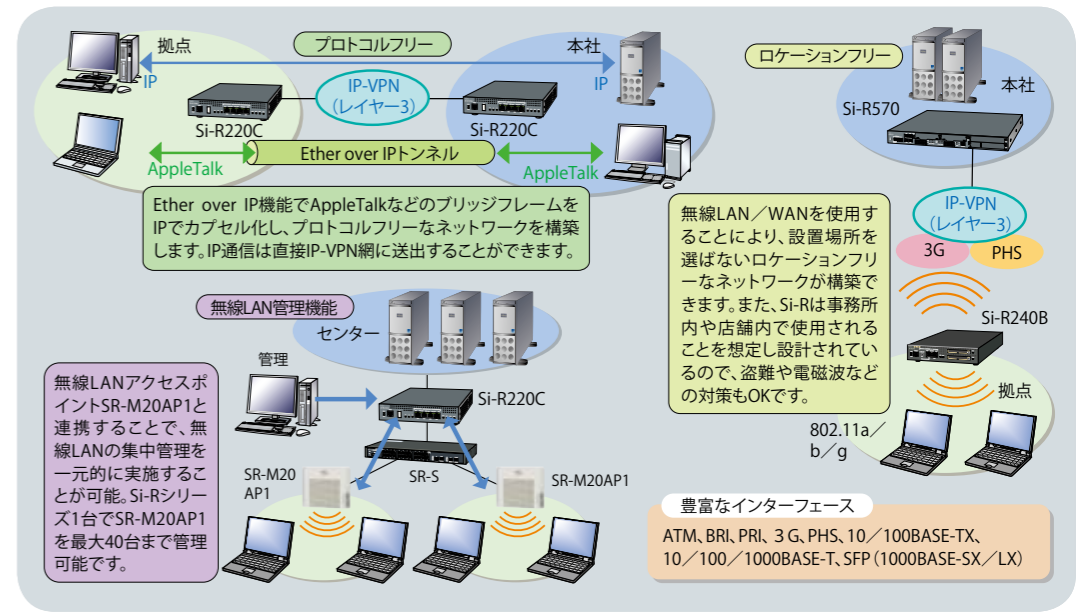 プロトコルフリー
拠点
本社
IP
IP
IP-VPN
（レイヤー3）
Si-R220C
Si-R220C
Ether over IPトンネル
AppleTalk
AppleTalk
Ether over IP機能でAppleTalkなどのブリッジフレームを
IPでカプセル化し、プロトコルフリーなネットワークを構築
します。IP通信は直接IP-VPN網に送出することができます。
ロケーションフリー
本社
Si-R570
IP-VPN
（レイヤー3）
3G
PHS
無線LAN／WANを使用す
ることにより、設置場所を
選ばないロケーションフリ
ーなネットワークが構築で
きます。また、Si-Rは事務所
内や店舗内で使用される
ことを想定し設計されてい
るので、盗難や電磁波など
の対策もOKです。
Si-R240B
拠点
802.11a／
b／g
無線LAN管理機能
センター
管理
Si-R220C
SR-S
SR-M20
AP1
SR-M20AP1
無線LANアクセスポ
イントSR-M20AP1と
連携することで、無
線LANの集中管理を
一元的に実施するこ
とが可能。Si-Rシリー
ズ1台でSR-M20AP1
を最大40台まで管理
可能です。
豊富なインターフェース
ATM、BRI、PRI、３G、PHS、10／100BASE-TX、
10／100／1000BASE-T、SFP（1000BASE-SX／LX）